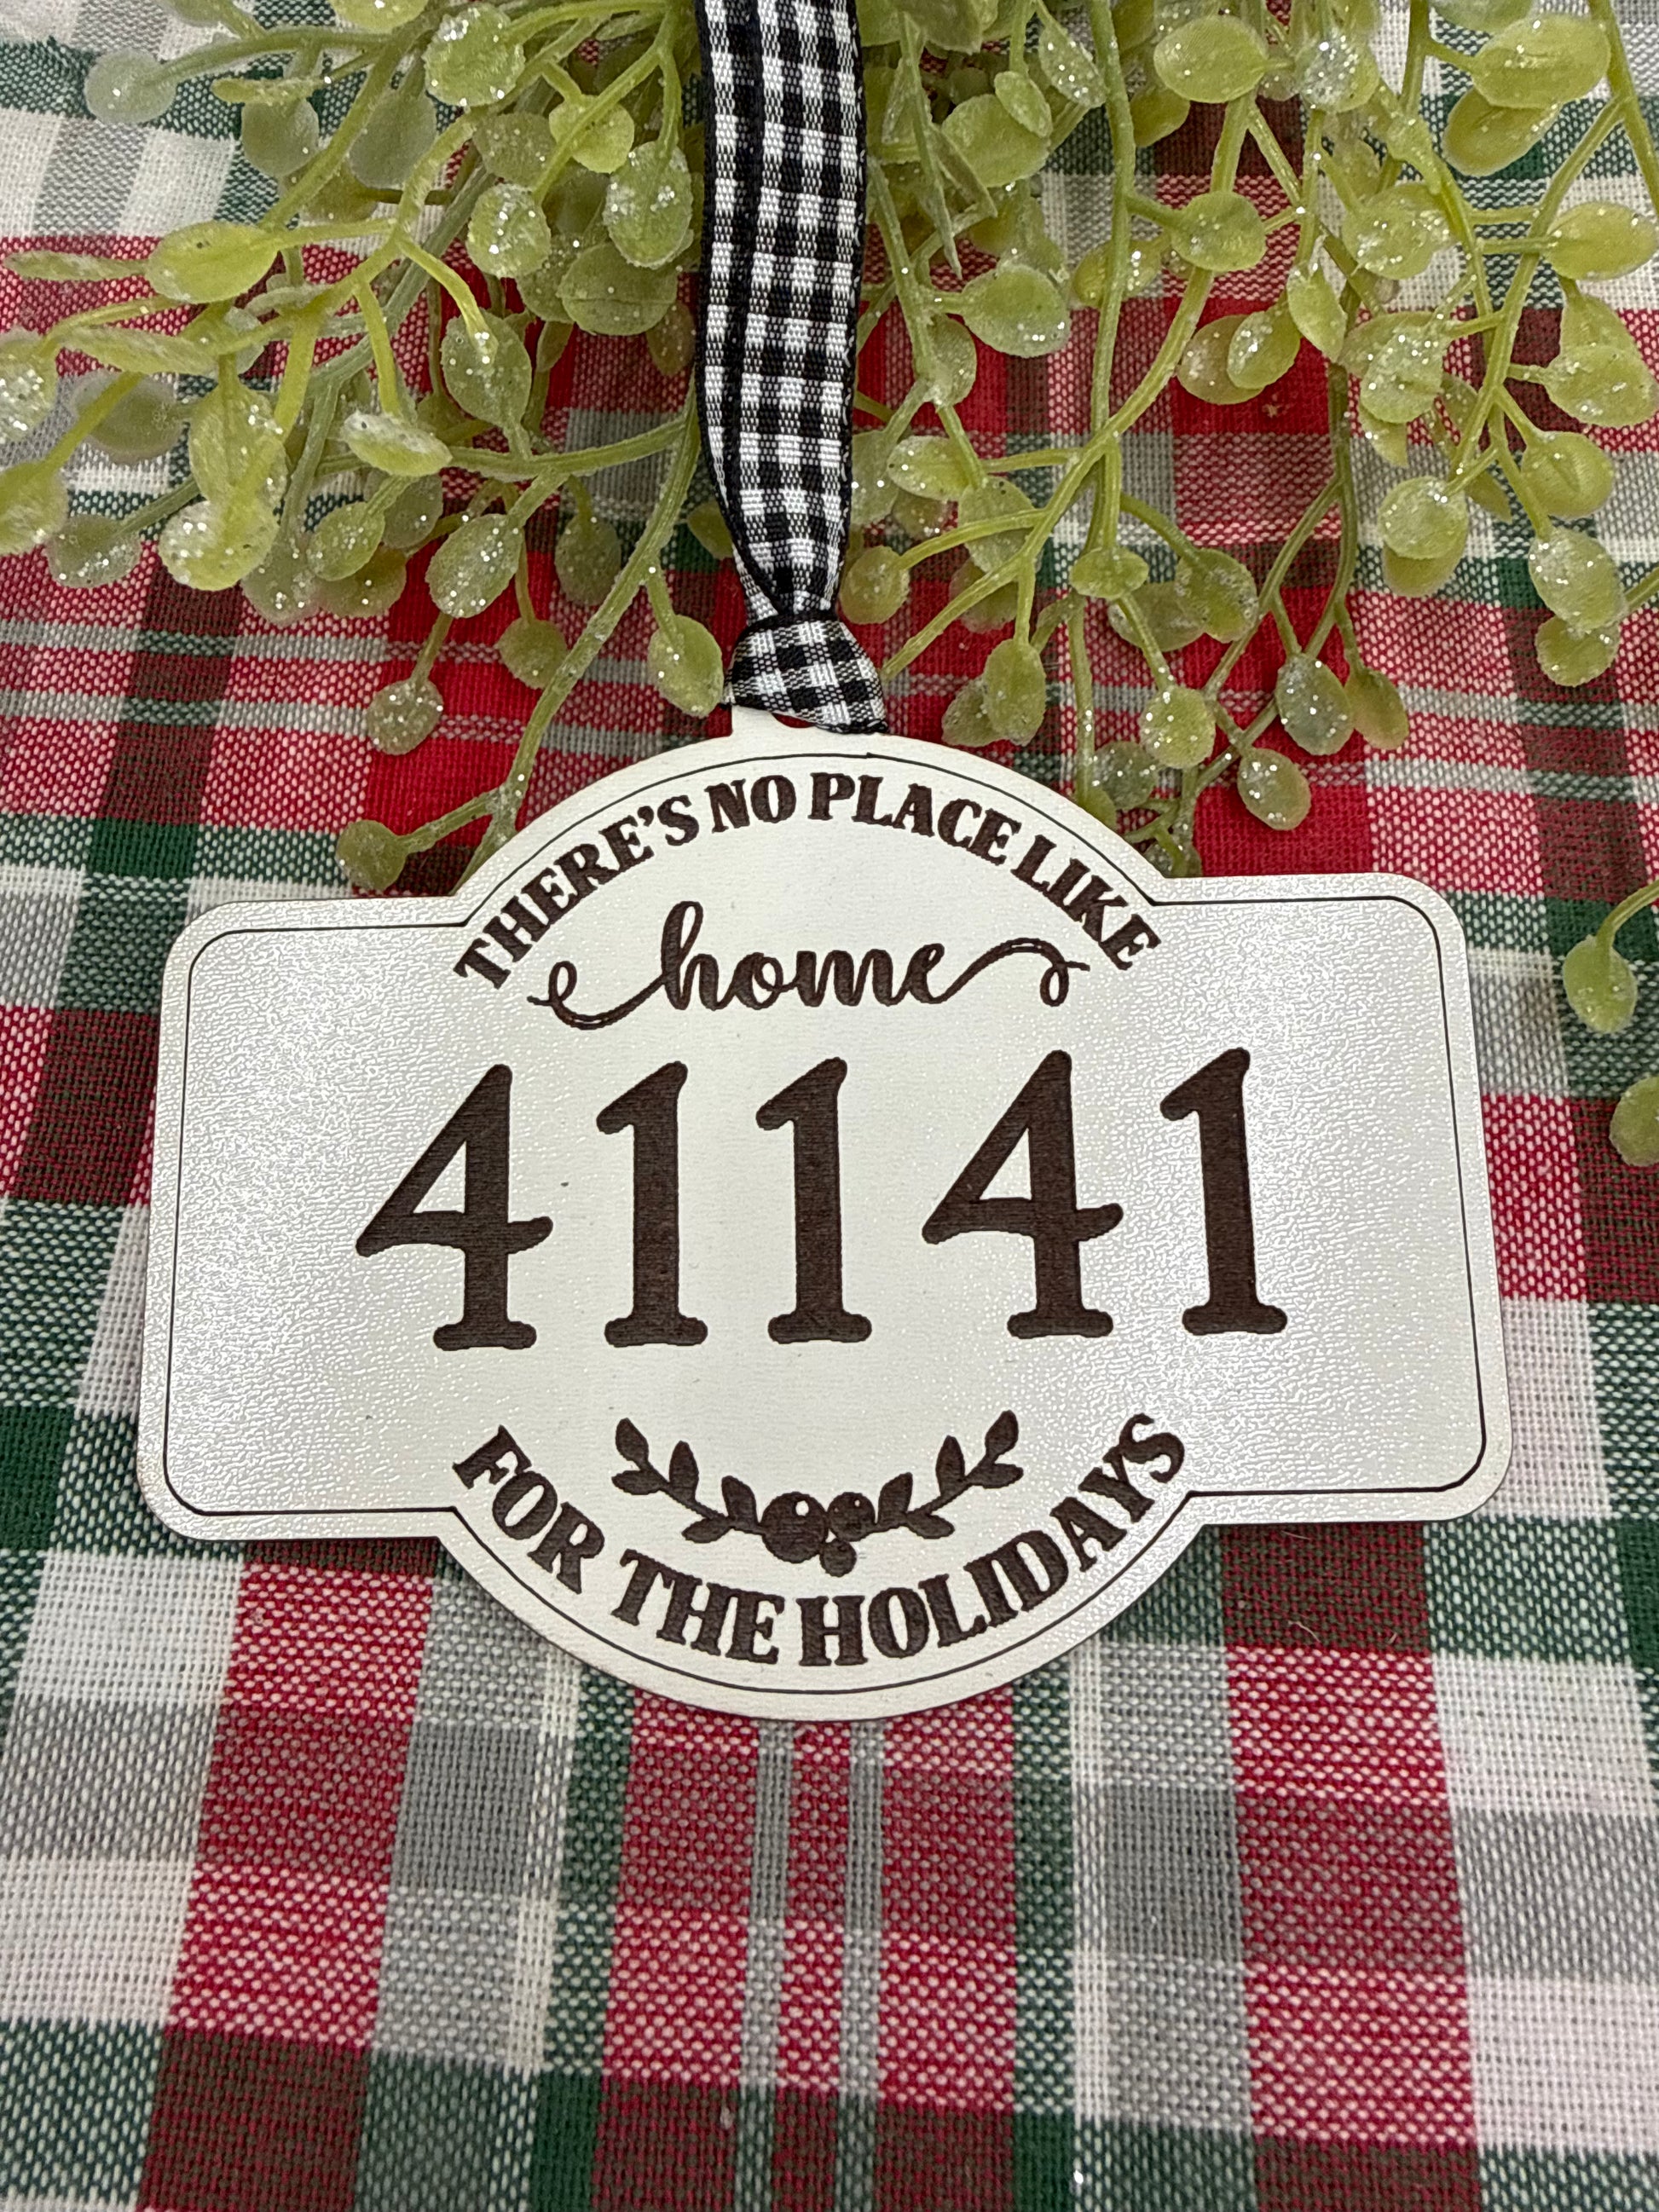 THERE'S NO PLACE LIKE
home
41141
FOR THE HOLIDAYS